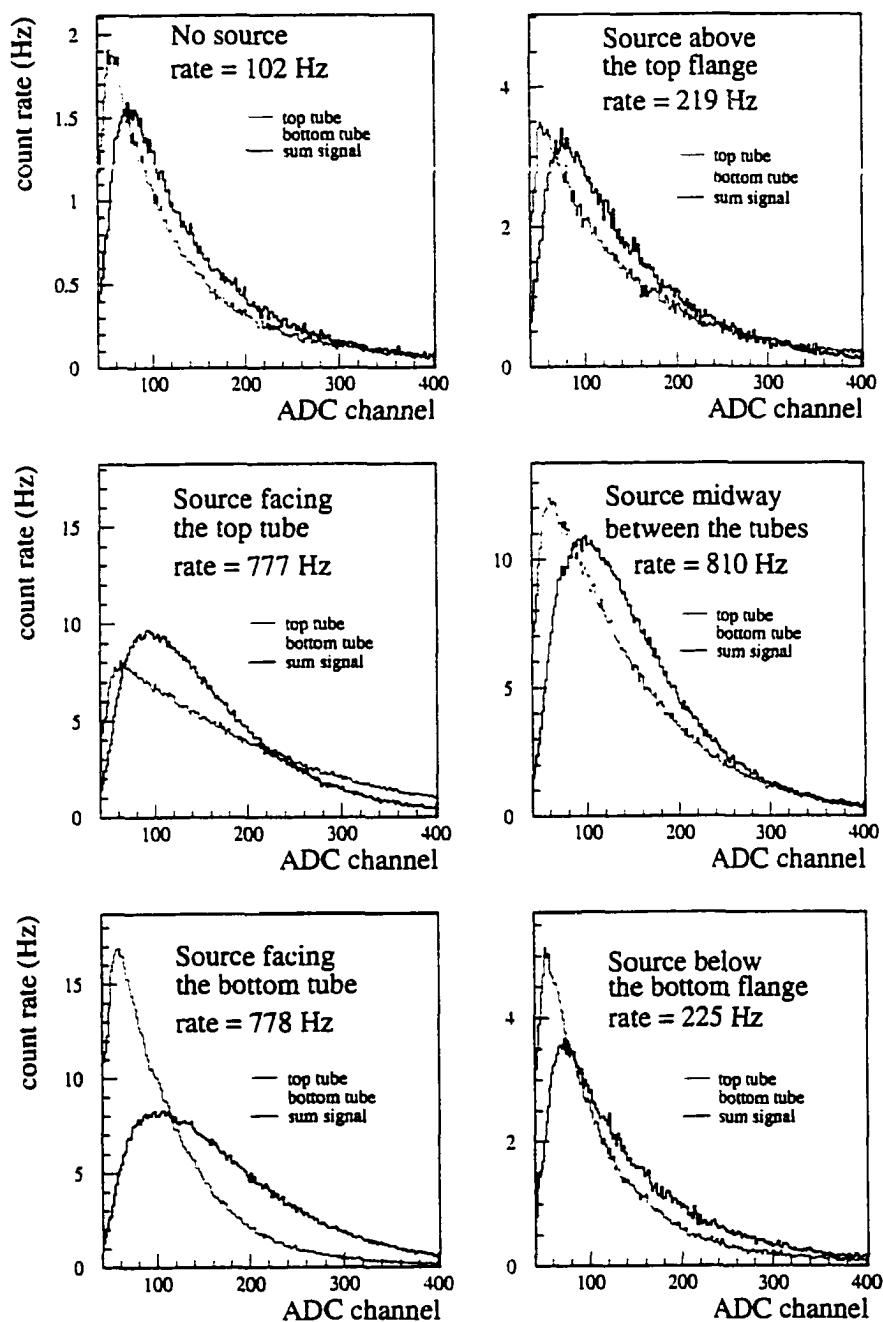 No source
rate = 102 Hz
top tube
bottom tube
sum signal
count rate (Hz)
2
1.5
1
0.5
0
100
200
300
400
ADC channel
Source above
the top flange
rate = 219 Hz
top tube
bottom tube
sum signal
4
2
0
100
200
300
400
ADC channel
Source facing
the top tube
rate = 777 Hz
top tube
bottom tube
sum signal
count rate (Hz)
15
10
5
0
100
200
300
400
ADC channel
Source midway
between the tubes
rate = 810 Hz
top tube
bottom tube
sum signal
10
5
0
100
200
300
400
ADC channel
Source facing
the bottom tube
rate = 778 Hz
top tube
bottom tube
sum signal
count rate (Hz)
15
10
5
0
100
200
300
400
ADC channel
Source below
the bottom flange
rate = 225 Hz
top tube
bottom tube
sum signal
4
2
0
100
200
300
400
ADC channel